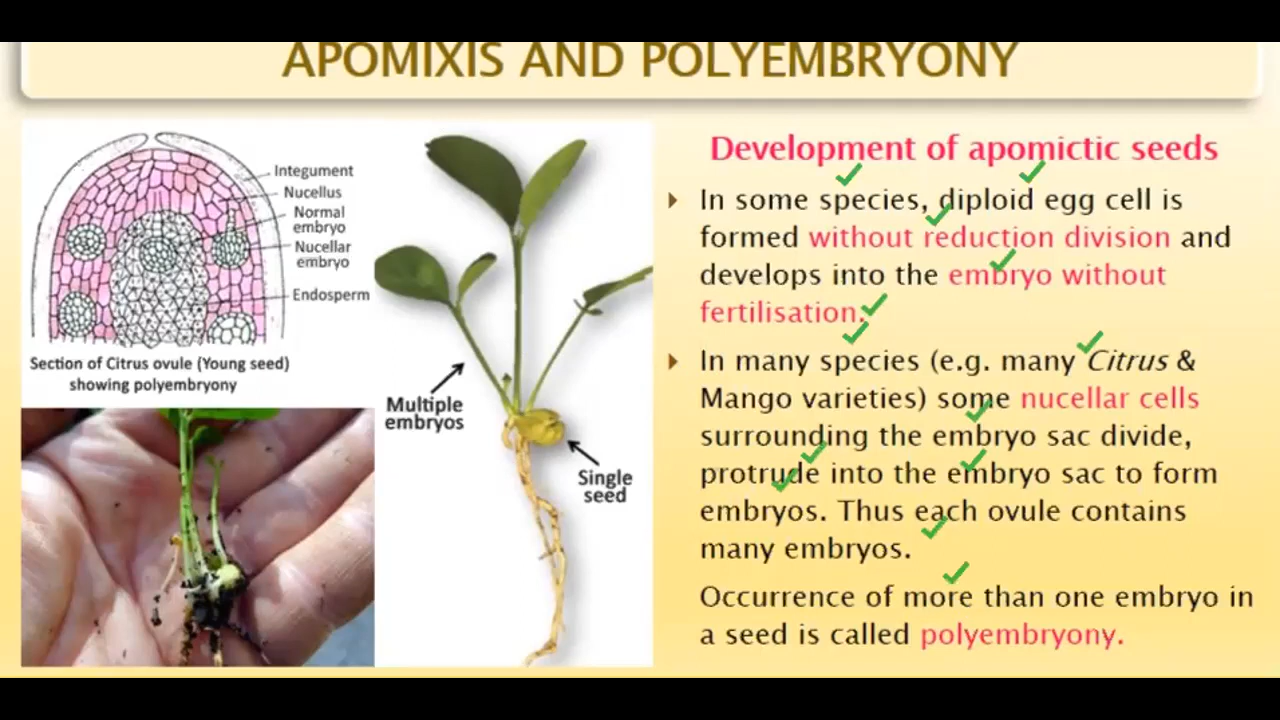 APOMIXIS AND POLYEMBRYONY
Integument
Nucellus
Normal
embryo
Nucellar
embryo
Endosperm
Section of Citrus ovule (Young seed)
showing polyembryony
Multiple
embryos
Single
seed
Development of apomictic seeds
In some species, diploid egg cell is
formed without reduction division and
develops into the embryo without
fertilisation.
In many species (e.g. many Citrus &
Mango varieties) some nucellar cells
surrounding the embryo sac divide,
protrude into the embryo sac to form
embryos. Thus each ovule contains
many embryos.
Occurrence of more than one embryo in
a seed is called polyembryony.